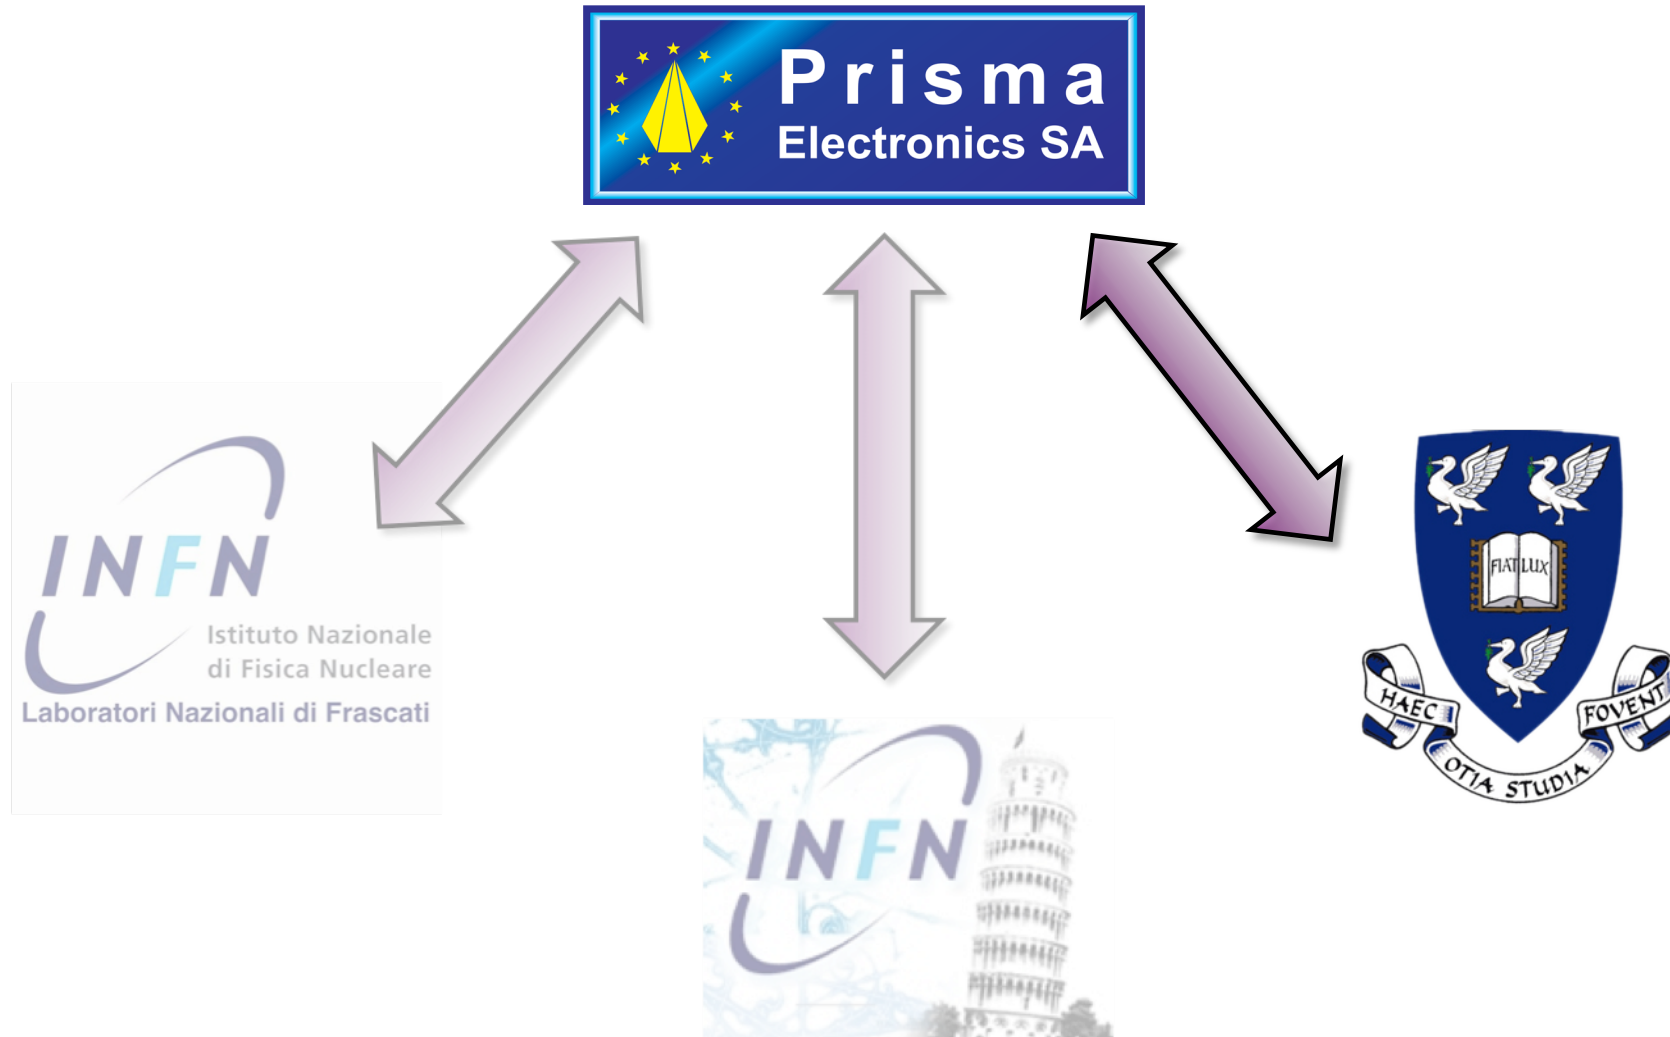 Prisma
Electronics SA
INFN
Istituto Nazionale
di Fisica Nucleare
Laboratori Nazionali di Frascati
INFN
FIAT LUX
HAEC
OTIA STUDIA
FOVENT